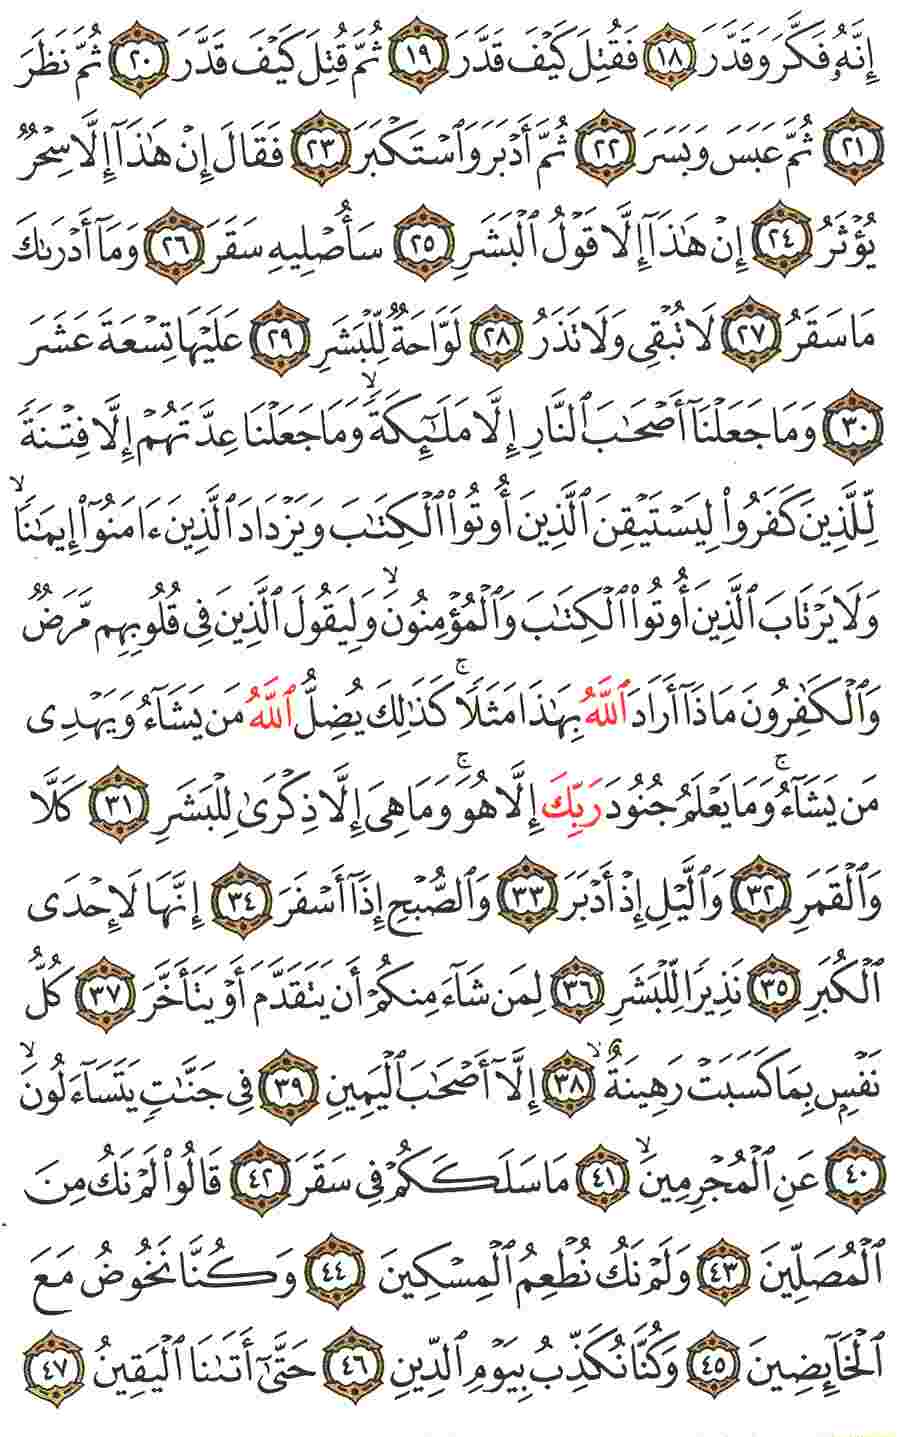 إِنَّهُۥ فَكَّرَ وَقَدَّرَ ١٨ فَقُتِلَ كَيۡفَ قَدَّرَ ١٩ ثُمَّ قُتِلَ كَيۡفَ قَدَّرَ ٢٠ ثُمَّ نَظَرَ
٢١ ثُمَّ عَبَسَ وَبَسَرَ ٢٢ ثُمَّ أَدۡبَرَ وَٱسۡتَكۡبَرَ ٢٣ فَقَالَ إِنۡ هَٰذَآ إِلَّا سِحۡرٞ
يُؤۡثَرُ ٢٤ إِنۡ هَٰذَآ إِلَّا قَوۡلُ ٱلۡبَشَرِ ٢٥ سَأُصۡلِيهِ سَقَرَ ٢٦ وَمَآ أَدۡرَىٰكَ
مَا سَقَرُ ٢٧ لَا تُبۡقِي وَلَا تَذَرُ ٢٨ لَوَّاحَةٞ لِّلۡبَشَرِ ٢٩ عَلَيۡهَا تِسۡعَةَ عَشَرَ
٣٠ وَمَا جَعَلۡنَآ أَصۡحَٰبَ ٱلنَّارِ إِلَّا مَلَٰٓئِكَةٗۙ وَمَا جَعَلۡنَا عِدَّتَهُمۡ إِلَّا فِتۡنَةٗ
لِّلَّذِينَ كَفَرُواْ لِيَسۡتَيۡقِنَ ٱلَّذِينَ أُوتُواْ ٱلۡكِتَٰبَ وَيَزۡدَادَ ٱلَّذِينَ ءَامَنُوٓاْ إِيمَٰنٗاۙ
وَلَا يَرۡتَابَ ٱلَّذِينَ أُوتُواْ ٱلۡكِتَٰبَ وَٱلۡمُؤۡمِنُونَۙ وَلِيَقُولَ ٱلَّذِينَ فِي قُلُوبِهِم مَّرَضٞ
وَٱلۡكَٰفِرُونَ مَاذَآ أَرَادَ ٱللَّهُ بِهَٰذَا مَثَلٗاۚ كَذَٰلِكَ يُضِلُّ ٱللَّهُ مَن يَشَآءُ وَيَهۡدِي
مَن يَشَآءُۚ وَمَا يَعۡلَمُ جُنُودَ رَبِّكَ إِلَّا هُوَۚ وَمَا هِيَ إِلَّا ذِكۡرَىٰ لِلۡبَشَرِ ٣١ كَلَّا
وَٱلۡقَمَرِ ٣٢ وَٱلَّيۡلِ إِذۡ أَدۡبَرَ ٣٣ وَٱلصُّبۡحِ إِذَآ أَسۡفَرَ ٣٤ إِنَّهَا لَإِحۡدَى
ٱلۡكُبَرِ ٣٥ نَذِيرٗا لِّلۡبَشَرِ ٣٦ لِمَن شَآءَ مِنكُمۡ أَن يَتَقَدَّمَ أَوۡ يَتَأَخَّرَ ٣٧ كُلُّ
نَفۡسِۭ بِمَا كَسَبَتۡ رَهِينَةٌۙ ٣٨ إِلَّآ أَصۡحَٰبَ ٱلۡيَمِينِ ٣٩ فِي جَنَّٰتٖ يَتَسَآءَلُونَۙ
٤٠ عَنِ ٱلۡمُجۡرِمِينَۙ ٤١ مَا سَلَكَكُمۡ فِي سَقَرَ ٤٢ قَالُواْ لَمۡ نَكُ مِنَ
ٱلۡمُصَلِّينَ ٤٣ وَلَمۡ نَكُ نُطۡعِمُ ٱلۡمِسۡكِينَ ٤٤ وَكُنَّا نَخُوضُ مَعَ
ٱلۡخَآئِضِينَ ٤٥ وَكُنَّا نُكَذِّبُ بِيَوۡمِ ٱلدِّينِ ٤٦ حَتَّىٰٓ أَتَىٰنَا ٱلۡيَقِينُ ٤٧